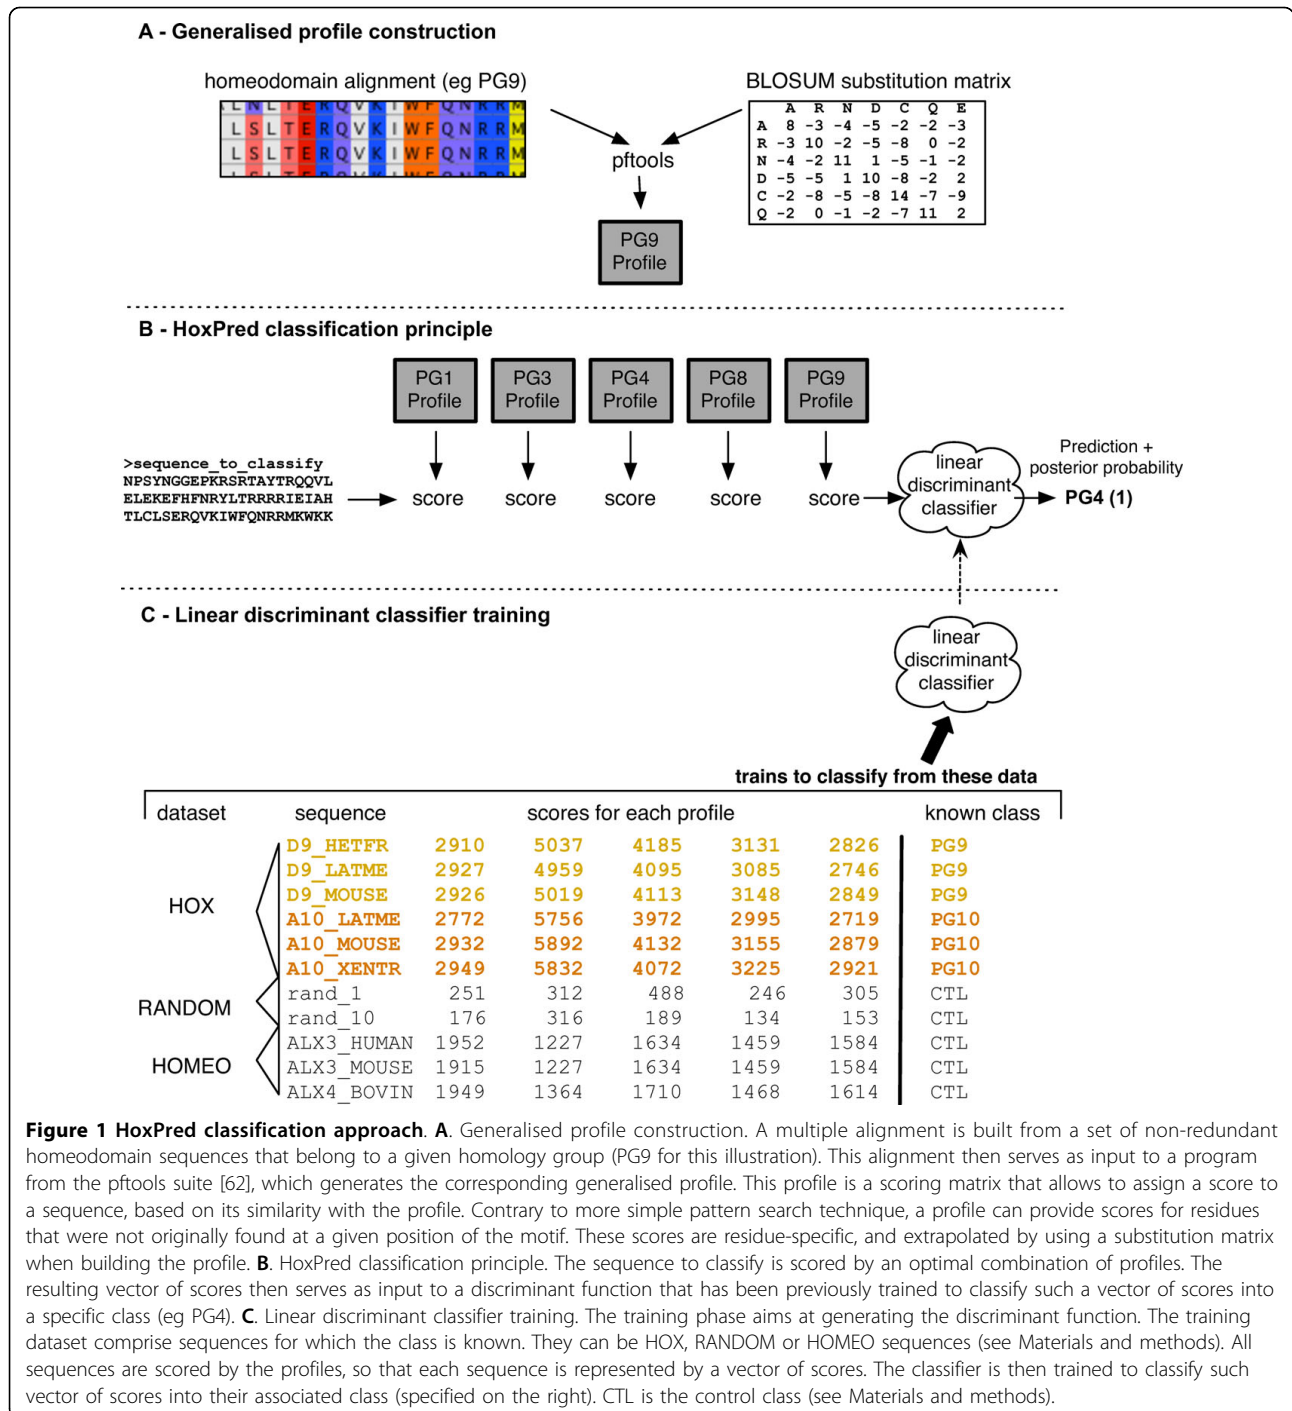 A - Generalised profile construction
homeodomain alignment (eg PG9)
BLOSUM substitution matrix
L N L T E R Q V K I W F Q N R R M
L S L T E R Q V K I W F Q N R R M
L S L T E R Q V K I W F Q N R R M
L S L T E R Q V K I W F Q N R R M
A R N D C Q E
A 8 -3 -4 -5 -2 -2 -3
R -3 10 -2 -5 -8 0 -2
N -4 -2 11 1 -5 -1 -2
D -5 -5 1 10 -8 -2 2
C -2 -8 -5 -8 14 -7 -9
Q -2 0 -1 -2 -7 11 2
pftools
PG9
Profile
B - HoxPred classification principle
PG1
Profile
PG3
Profile
PG4
Profile
PG8
Profile
PG9
Profile
>sequence_to_classify
NPSYNGGEPKRSRTAYTRQQVL
ELEKEFHFNRYLTRRRRIEIAH
TLCLSERQVKIWFQNRRMKWKK
score score score score score
linear
discriminant
classifier
Prediction +
posterior probability
PG4 (1)
C - Linear discriminant classifier training
linear
discriminant
classifier
trains to classify from these data
dataset sequence scores for each profile known class
HOX
D9_HETFR 2910 5037 4185 3131 2826 PG9
D9_LATME 2927 4959 4095 3085 2746 PG9
D9_MOUSE 2926 5019 4113 3148 2849 PG9
A10_LATME 2772 5756 3972 2995 2719 PG10
A10_MOUSE 2932 5892 4132 3155 2879 PG10
A10_XENTR 2949 5832 4072 3225 2921 PG10
RANDOM
rand_1 251 312 488 246 305 CTL
rand_10 176 316 189 134 153 CTL
HOMEO
ALX3_HUMAN 1952 1227 1634 1459 1584 CTL
ALX3_MOUSE 1915 1227 1634 1459 1584 CTL
ALX4_BOVIN 1949 1364 1710 1468 1614 CTL
Figure 1 HoxPred classification approach. A. Generalised profile construction. A multiple alignment is built from a set of non-redundant
homeodomain sequences that belong to a given homology group (PG9 for this illustration). This alignment then serves as input to a program
from the pftools suite [62], which generates the corresponding generalised profile. This profile is a scoring matrix that allows to assign a score to
a sequence, based on its similarity with the profile. Contrary to more simple pattern search technique, a profile can provide scores for residues
that were not originally found at a given position of the motif. These scores are residue-specific, and extrapolated by using a substitution matrix
when building the profile. B. HoxPred classification principle. The sequence to classify is scored by an optimal combination of profiles. The
resulting vector of scores then serves as input to a discriminant function that has been previously trained to classify such a vector of scores into
a specific class (eg PG4). C. Linear discriminant classifier training. The training phase aims at generating the discriminant function. The training
dataset comprise sequences for which the class is known. They can be HOX, RANDOM or HOMEO sequences (see Materials and methods). All
sequences are scored by the profiles, so that each sequence is represented by a vector of scores. The classifier is then trained to classify such
vector of scores into their associated class (specified on the right). CTL is the control class (see Materials and methods).